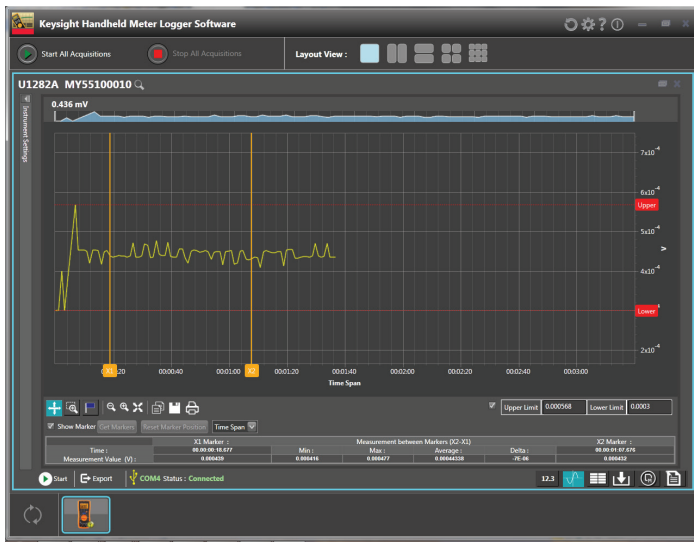 Keysight Handheld Meter Logger Software
Start All Acquisitions
Stop All Acquisitions
Layout View :
U1282A MY55100010
Instrument Settings
0.436 mV
7x10⁻⁴
6x10⁻⁴
Upper
5x10⁻⁴
V
4x10⁻⁴
Lower
2x10⁻⁴
X1 :20 00:00:40 00:01:00 X2 00:01:20 00:01:40 00:02:00 00:02:20 00:02:40 00:03:00
Time Span
Upper Limit 0.000568 Lower Limit 0.0003
Show Marker Get Markers Reset Marker Position Time Span
X1 Marker : Measurement between Markers (X2-X1) X2 Marker :
Time : 00.00:00:18.677 Min : Max : Average : Delta : 00.00:01:07.676
Measurement Value (V) : 0.000439 0.000416 0.000477 0.00044338 -7E-06 0.000432
Start Export COM4 Status : Connected 12.3